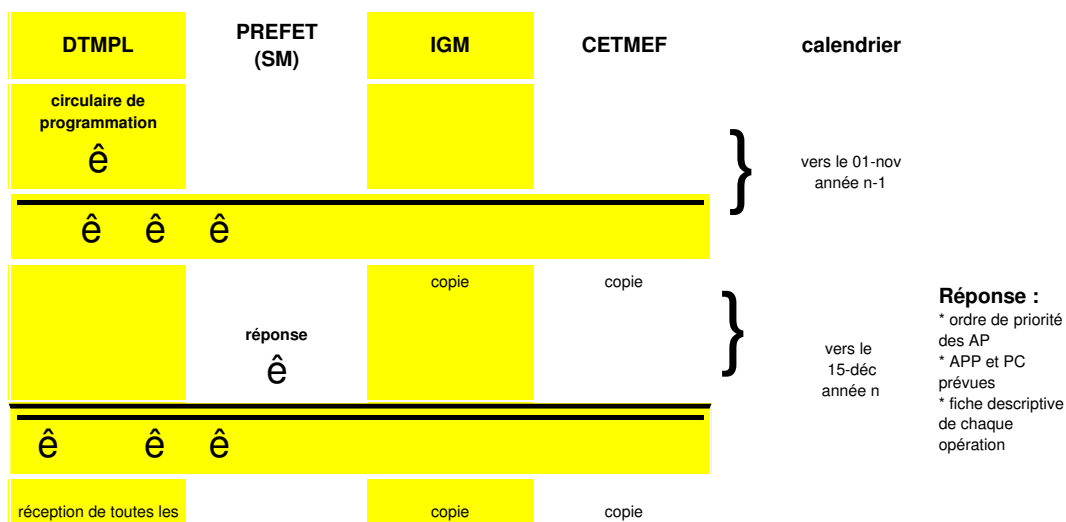 DTMPL PREFET (SM) IGM CETMEF calendrier
circulaire de
programmation
ê
}
vers le 01-nov
année n-1
ê ê ê
copie copie
réponse
ê
}
vers le
15-déc
année n
Réponse :
* ordre de priorité
des AP
* APP et PC
prévues
* fiche descriptive
de chaque
opération
ê ê ê
réception de toutes les copie copie